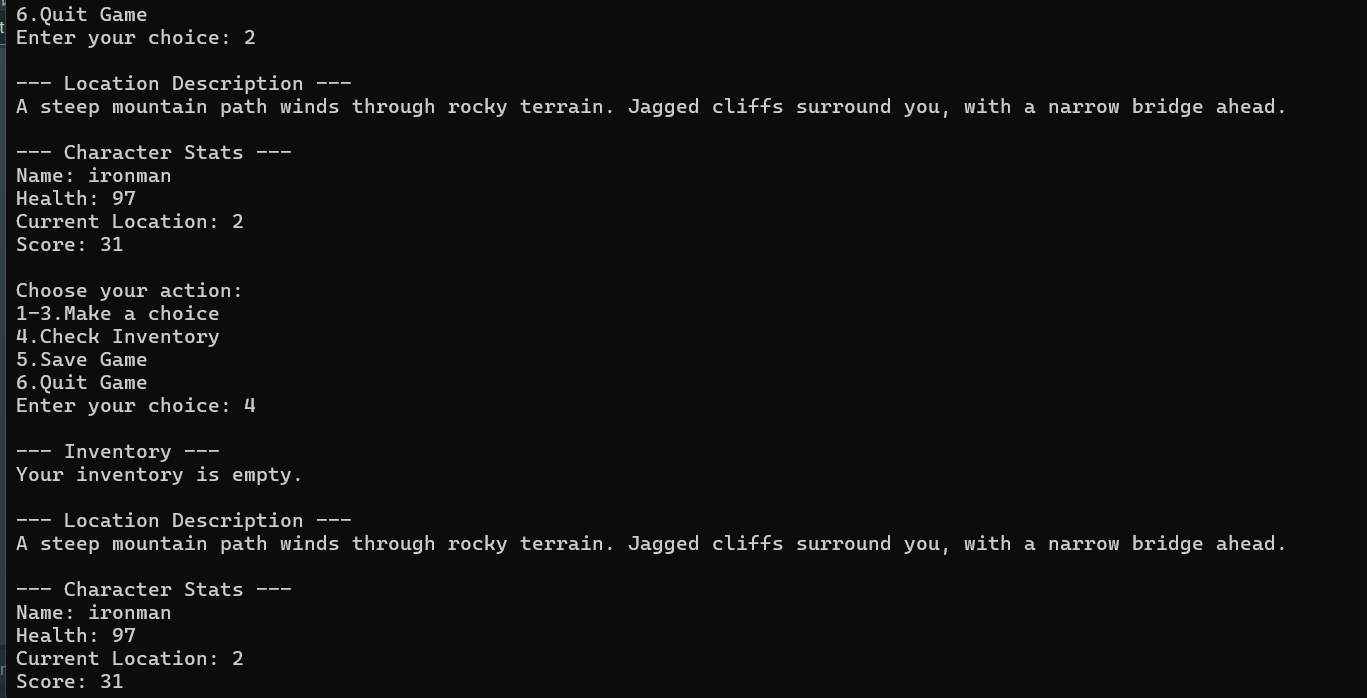 6.Quit Game
Enter your choice: 2
--- Location Description ---
A steep mountain path winds through rocky terrain. Jagged cliffs surround you, with a narrow bridge ahead.
--- Character Stats ---
Name: ironman
Health: 97
Current Location: 2
Score: 31
Choose your action:
1-3.Make a choice
4.Check Inventory
5.Save Game
6.Quit Game
Enter your choice: 4
--- Inventory ---
Your inventory is empty.
--- Location Description ---
A steep mountain path winds through rocky terrain. Jagged cliffs surround you, with a narrow bridge ahead.
--- Character Stats ---
Name: ironman
Health: 97
Current Location: 2
Score: 31